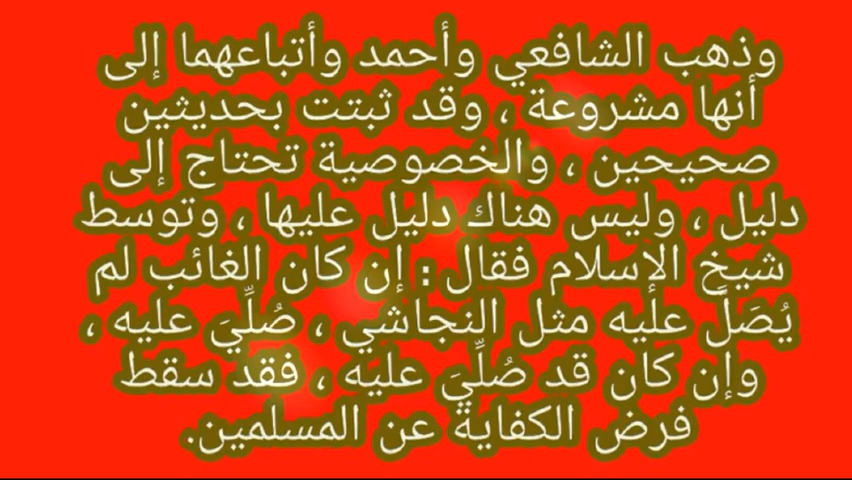 وذهب الشافعي وأحمد وأتباعهما إلى
أنها مشروعة ، وقد ثبتت بحديثين
صحيحين ، والخصوصية تحتاج إلى
دليل ، وليس هناك دليل عليها ، وتوسط
شيخ الإسلام فقال : إن كان الغائب لم
يُصَلَّ عليه مثل النجاشي ، صُلِّيَ عليه ،
وإن كان قد صُلِّيَ عليه ، فقد سقط
فرض الكفاية عن المسلمين.